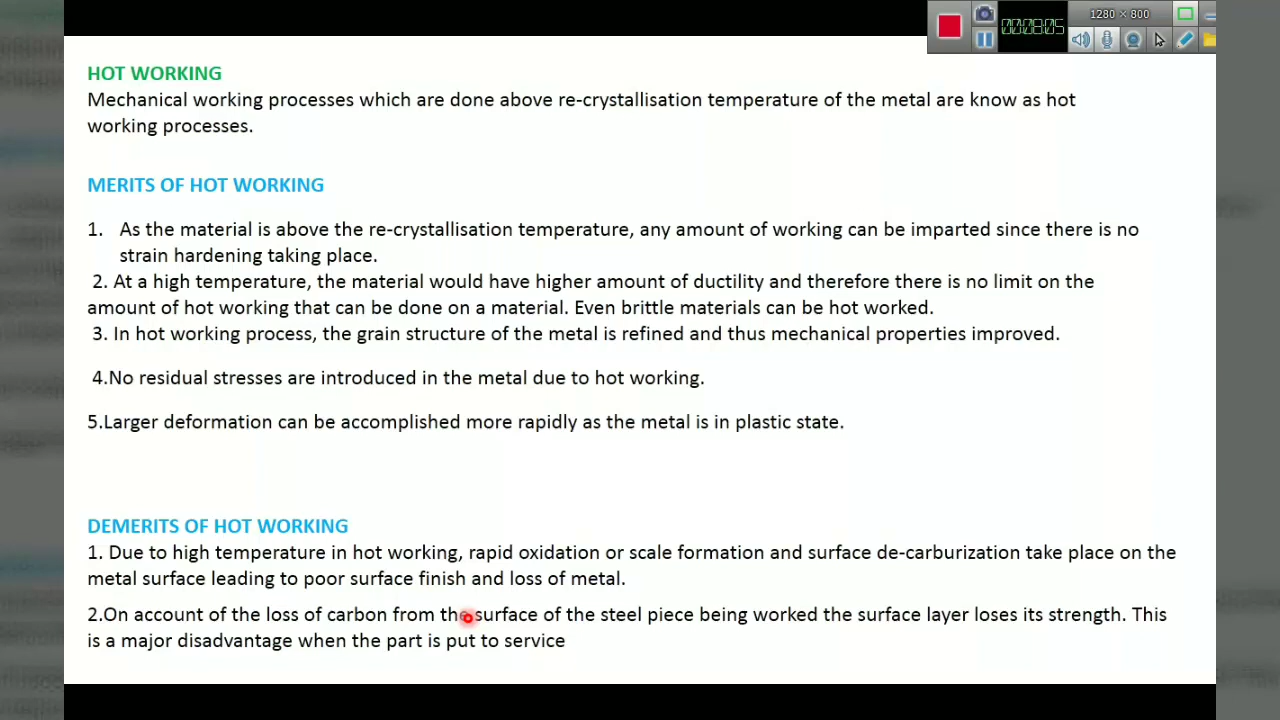 1280 × 800
00:08:05
HOT WORKING
Mechanical working processes which are done above re-crystallisation temperature of the metal are know as hot
working processes.
MERITS OF HOT WORKING
1. As the material is above the re-crystallisation temperature, any amount of working can be imparted since there is no
strain hardening taking place.
2. At a high temperature, the material would have higher amount of ductility and therefore there is no limit on the
amount of hot working that can be done on a material. Even brittle materials can be hot worked.
3. In hot working process, the grain structure of the metal is refined and thus mechanical properties improved.
4.No residual stresses are introduced in the metal due to hot working.
5.Larger deformation can be accomplished more rapidly as the metal is in plastic state.
DEMERITS OF HOT WORKING
1. Due to high temperature in hot working, rapid oxidation or scale formation and surface de-carburization take place on the
metal surface leading to poor surface finish and loss of metal.
2.On account of the loss of carbon from the surface of the steel piece being worked the surface layer loses its strength. This
is a major disadvantage when the part is put to service